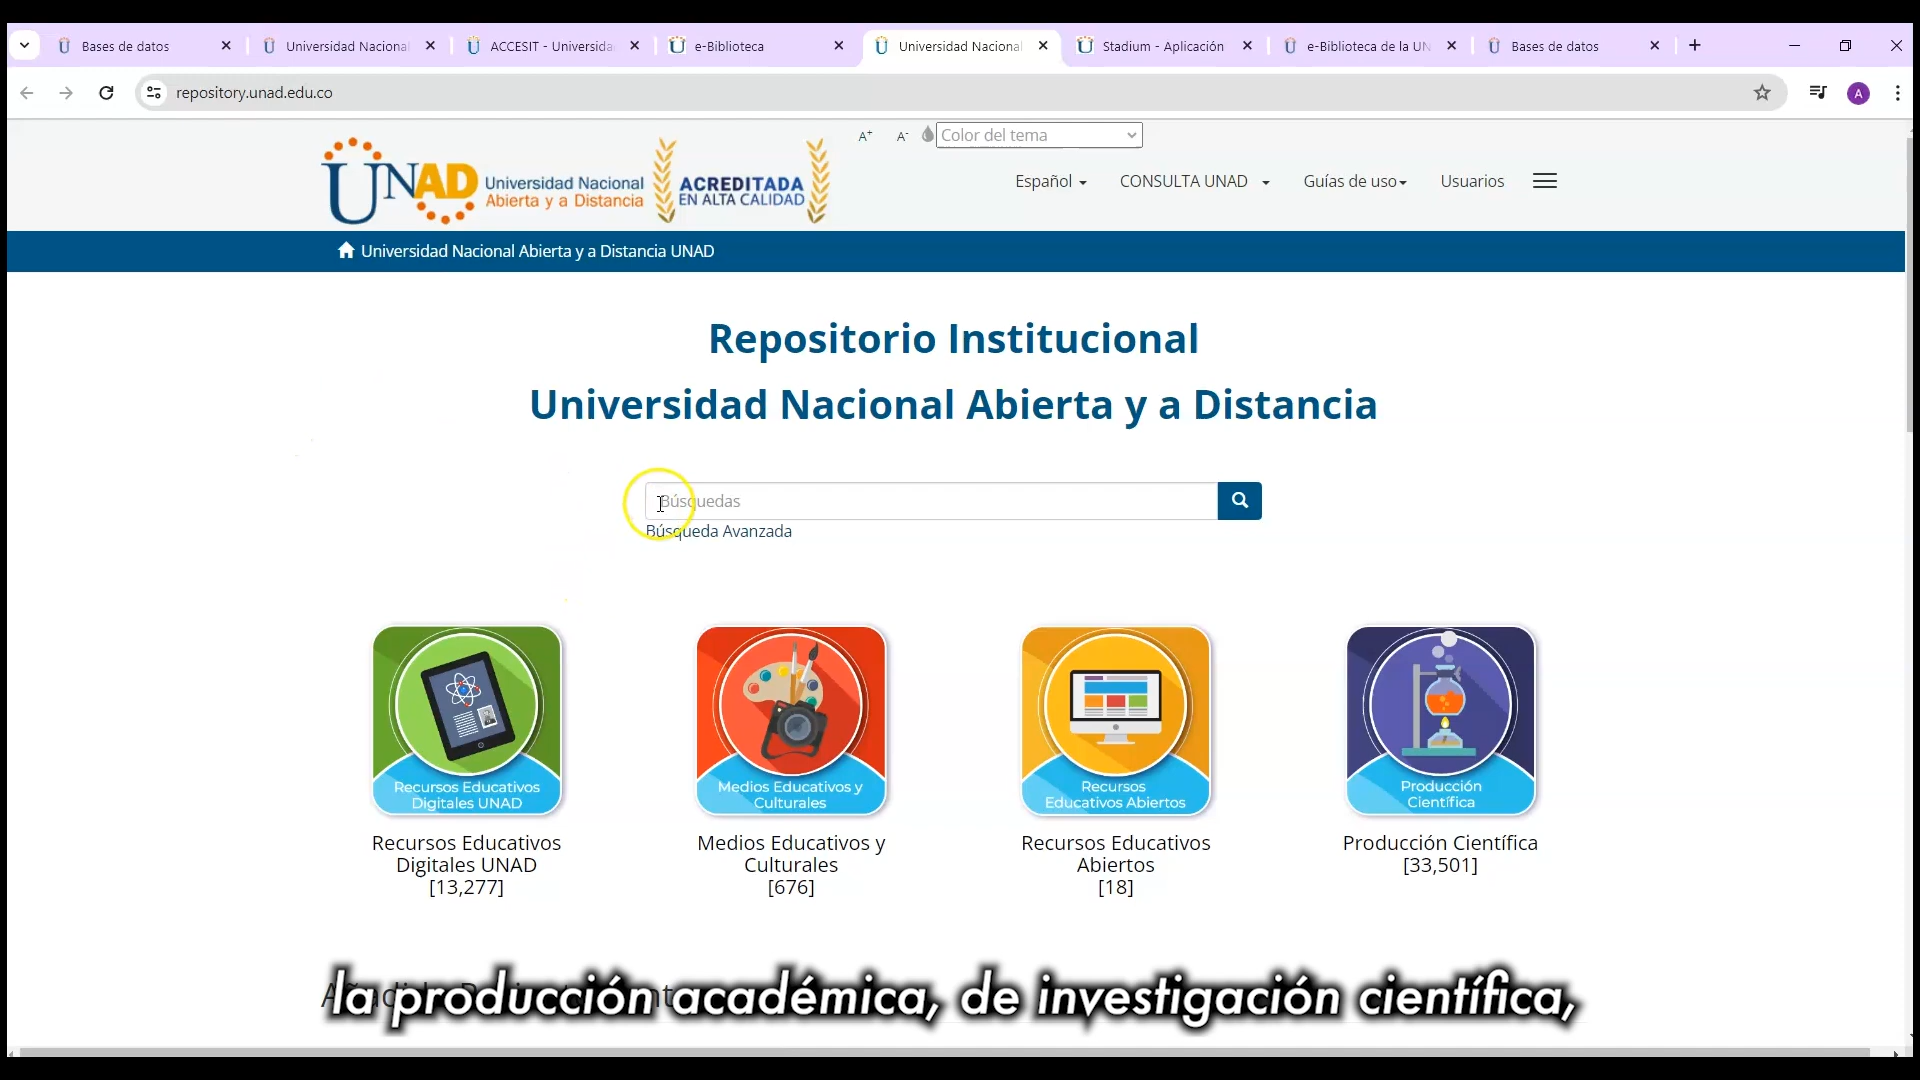 Bases de datos
Universidad Nacional
ACCESIT - Universida
e-Biblioteca
Universidad Nacional
Stadium - Aplicación
e-Biblioteca de la UN
Bases de datos
repository.unad.edu.co
A
A+ A- Color del tema
UNAD Universidad Nacional
Abierta y a Distancia
ACREDITADA
EN ALTA CALIDAD
Español CONSULTA UNAD Guías de uso Usuarios
Universidad Nacional Abierta y a Distancia UNAD
Repositorio Institucional
Universidad Nacional Abierta y a Distancia
Búsquedas
Búsqueda Avanzada
Recursos Educativos
Digitales UNAD
Medios Educativos y
Culturales
Recursos
Educativos Abiertos
Producción
Científica
Recursos Educativos
Digitales UNAD
[13,277]
Medios Educativos y
Culturales
[676]
Recursos Educativos
Abiertos
[18]
Producción Científica
[33,501]
la producción académica, de investigación científica,